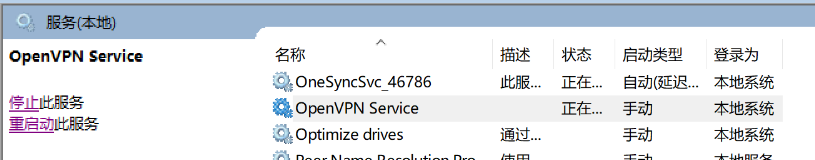 服务(本地)
OpenVPN Service
停止此服务
重启动此服务
名称 描述 状态 启动类型 登录为
OneSyncSvc_46786 此服... 正在... 自动(延迟... 本地系统
OpenVPN Service 正在... 手动 本地系统
Optimize drives 通过... 手动 本地系统
Peer Name Resolution Pro... 使用... 手动 本地服务